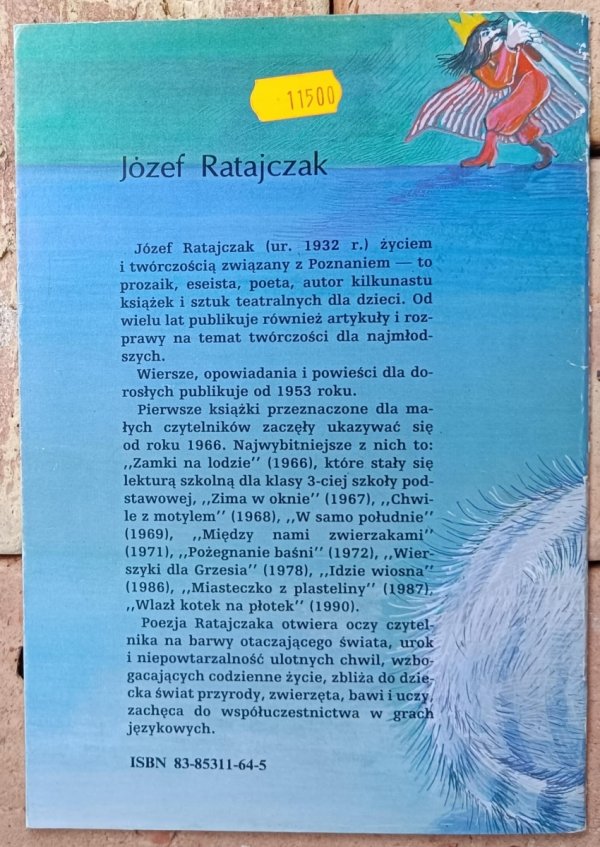 11500
Józef Ratajczak
Józef Ratajczak (ur. 1932 r.) życiem
i twórczością związany z Poznaniem — to
prozaik, eseista, poeta, autor kilkunastu
książek i sztuk teatralnych dla dzieci. Od
wielu lat publikuje również artykuły i roz-
prawy na temat twórczości dla najmłod-
szych.
Wiersze, opowiadania i powieści dla do-
rosłych publikuje od 1953 roku.
Pierwsze książki przeznaczone dla ma-
łych czytelników zaczęły ukazywać się
od roku 1966. Najwybitniejsze z nich to:
,,Zamki na lodzie'' (1966), które stały się
lekturą szkolną dla klasy 3-ciej szkoły pod-
stawowej, ,,Zima w oknie'' (1967), ,,Chwi-
le z motylem'' (1968), ,,W samo południe''
(1969), ,,Między nami zwierzakami''
(1971), ,,Pożegnanie baśni'' (1972), ,,Wier-
szyki dla Grzesia'' (1978), ,,Idzie wiosna''
(1986), ,,Miasteczko z plasteliny'' (1987),
,,Wlazł kotek na płotek'' (1990).
Poezja Ratajczaka otwiera oczy czytel-
nika na barwy otaczającego świata, urok
i niepowtarzalność ulotnych chwil, wzbo-
gacających codzienne życie, zbliża do dzie-
cka świat przyrody, zwierzęta, bawi i uczy,
zachęca do współuczestnictwa w grach
językowych.
ISBN 83-85311-64-5